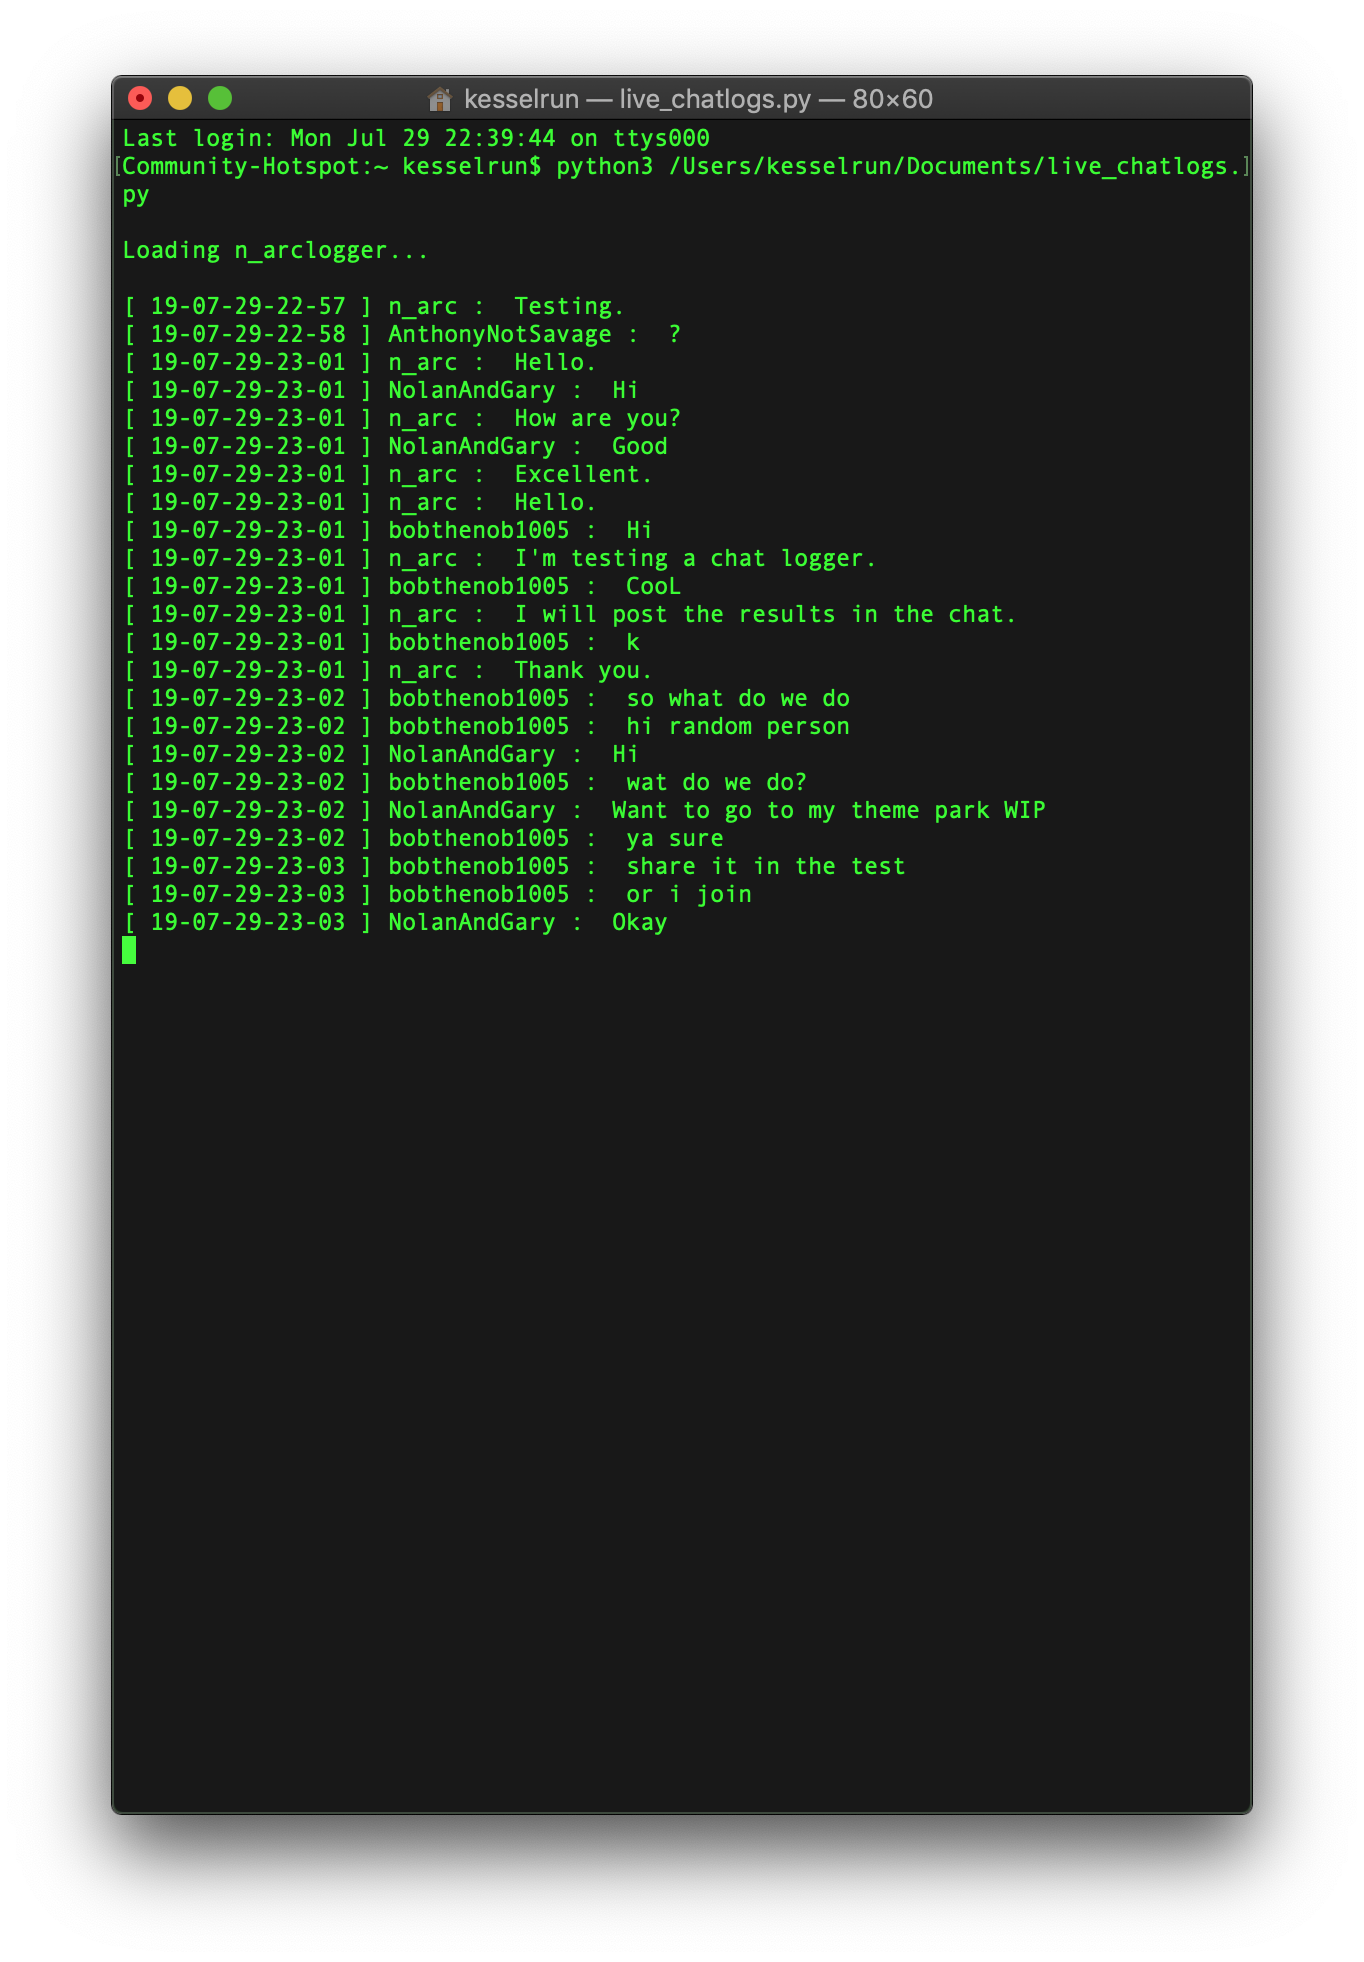 kesselrun — live_chatlogs.py — 80×60
Last login: Mon Jul 29 22:39:44 on ttys000
[Community-Hotspot:~ kesselrun$ python3 /Users/kesselrun/Documents/live_chatlogs.]
py
Loading n_arclogger...
[ 19-07-29-22-57 ] n_arc :  Testing.
[ 19-07-29-22-58 ] AnthonyNotSavage :  ?
[ 19-07-29-23-01 ] n_arc :  Hello.
[ 19-07-29-23-01 ] NolanAndGary :  Hi
[ 19-07-29-23-01 ] n_arc :  How are you?
[ 19-07-29-23-01 ] NolanAndGary :  Good
[ 19-07-29-23-01 ] n_arc :  Excellent.
[ 19-07-29-23-01 ] n_arc :  Hello.
[ 19-07-29-23-01 ] bobthenob1005 :  Hi
[ 19-07-29-23-01 ] n_arc :  I'm testing a chat logger.
[ 19-07-29-23-01 ] bobthenob1005 :  CooL
[ 19-07-29-23-01 ] n_arc :  I will post the results in the chat.
[ 19-07-29-23-01 ] bobthenob1005 :  k
[ 19-07-29-23-01 ] n_arc :  Thank you.
[ 19-07-29-23-02 ] bobthenob1005 :  so what do we do
[ 19-07-29-23-02 ] bobthenob1005 :  hi random person
[ 19-07-29-23-02 ] NolanAndGary :  Hi
[ 19-07-29-23-02 ] bobthenob1005 :  wat do we do?
[ 19-07-29-23-02 ] NolanAndGary :  Want to go to my theme park WIP
[ 19-07-29-23-02 ] bobthenob1005 :  ya sure
[ 19-07-29-23-03 ] bobthenob1005 :  share it in the test
[ 19-07-29-23-03 ] bobthenob1005 :  or i join
[ 19-07-29-23-03 ] NolanAndGary :  Okay